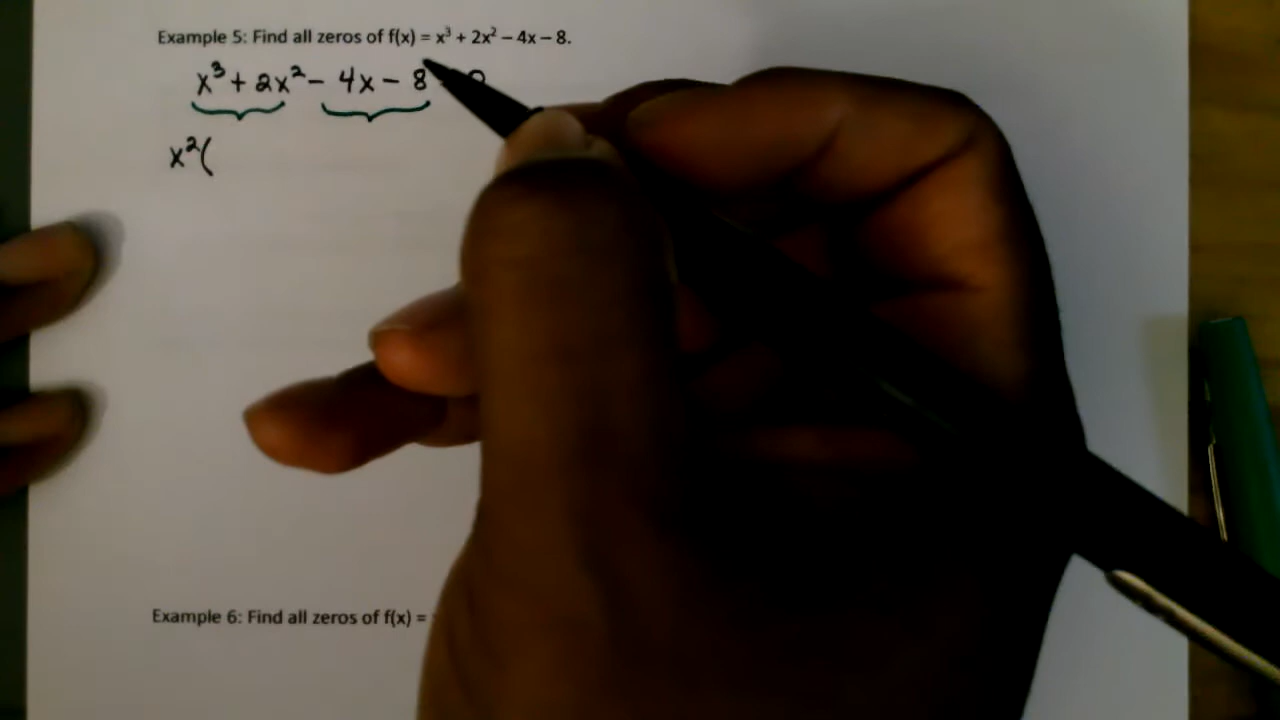 Example 5: Find all zeros of f(x) = x³ + 2x² – 4x – 8.
x³ + 2x² – 4x – 8
x²(
Example 6: Find all zeros of f(x) =